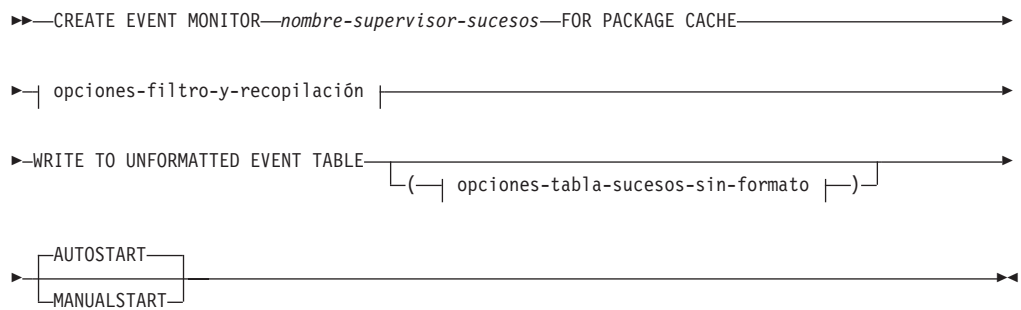 CREATE EVENT MONITOR nombre-supervisor-sucesos FOR PACKAGE CACHE
opciones-filtro-y-recopilación
WRITE TO UNFORMATTED EVENT TABLE
( opciones-tabla-sucesos-sin-formato )
AUTOSTART
MANUALSTART